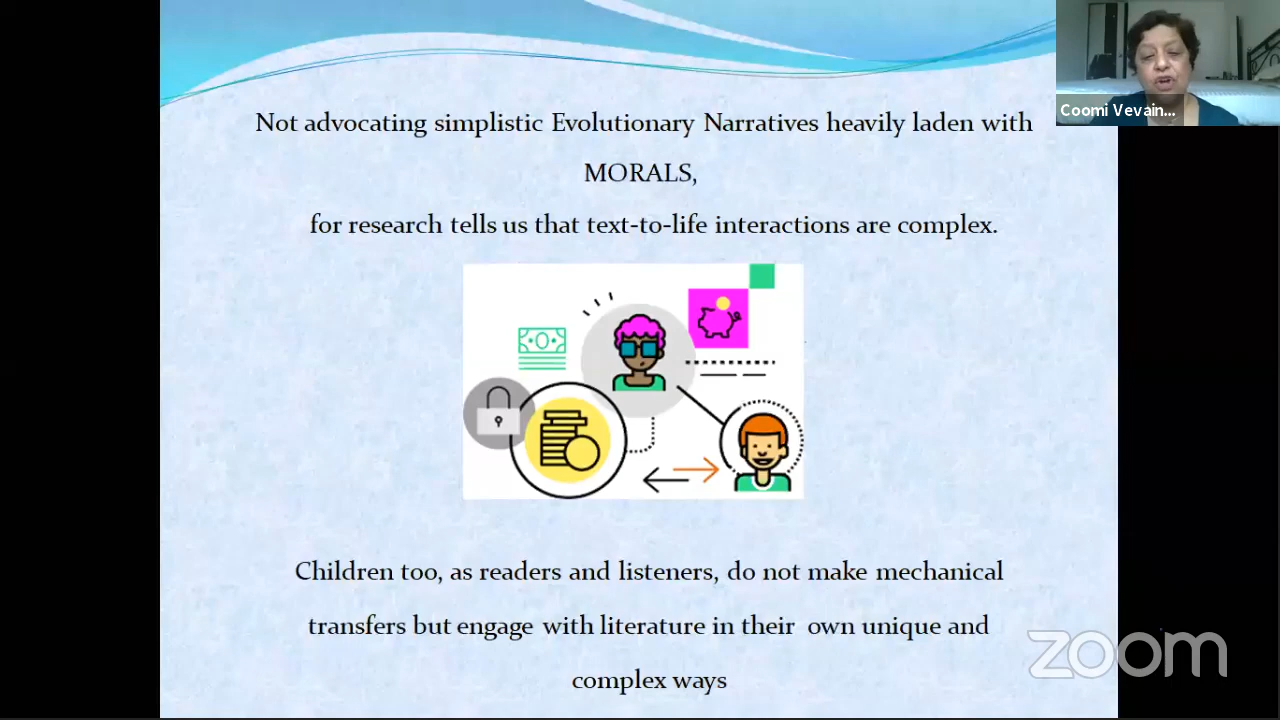 Not advocating simplistic Evolutionary Narratives heavily laden with
MORALS,
for research tells us that text-to-life interactions are complex.
Children too, as readers and listeners, do not make mechanical
transfers but engage with literature in their own unique and
complex ways
Coomi Vevain...
zoom